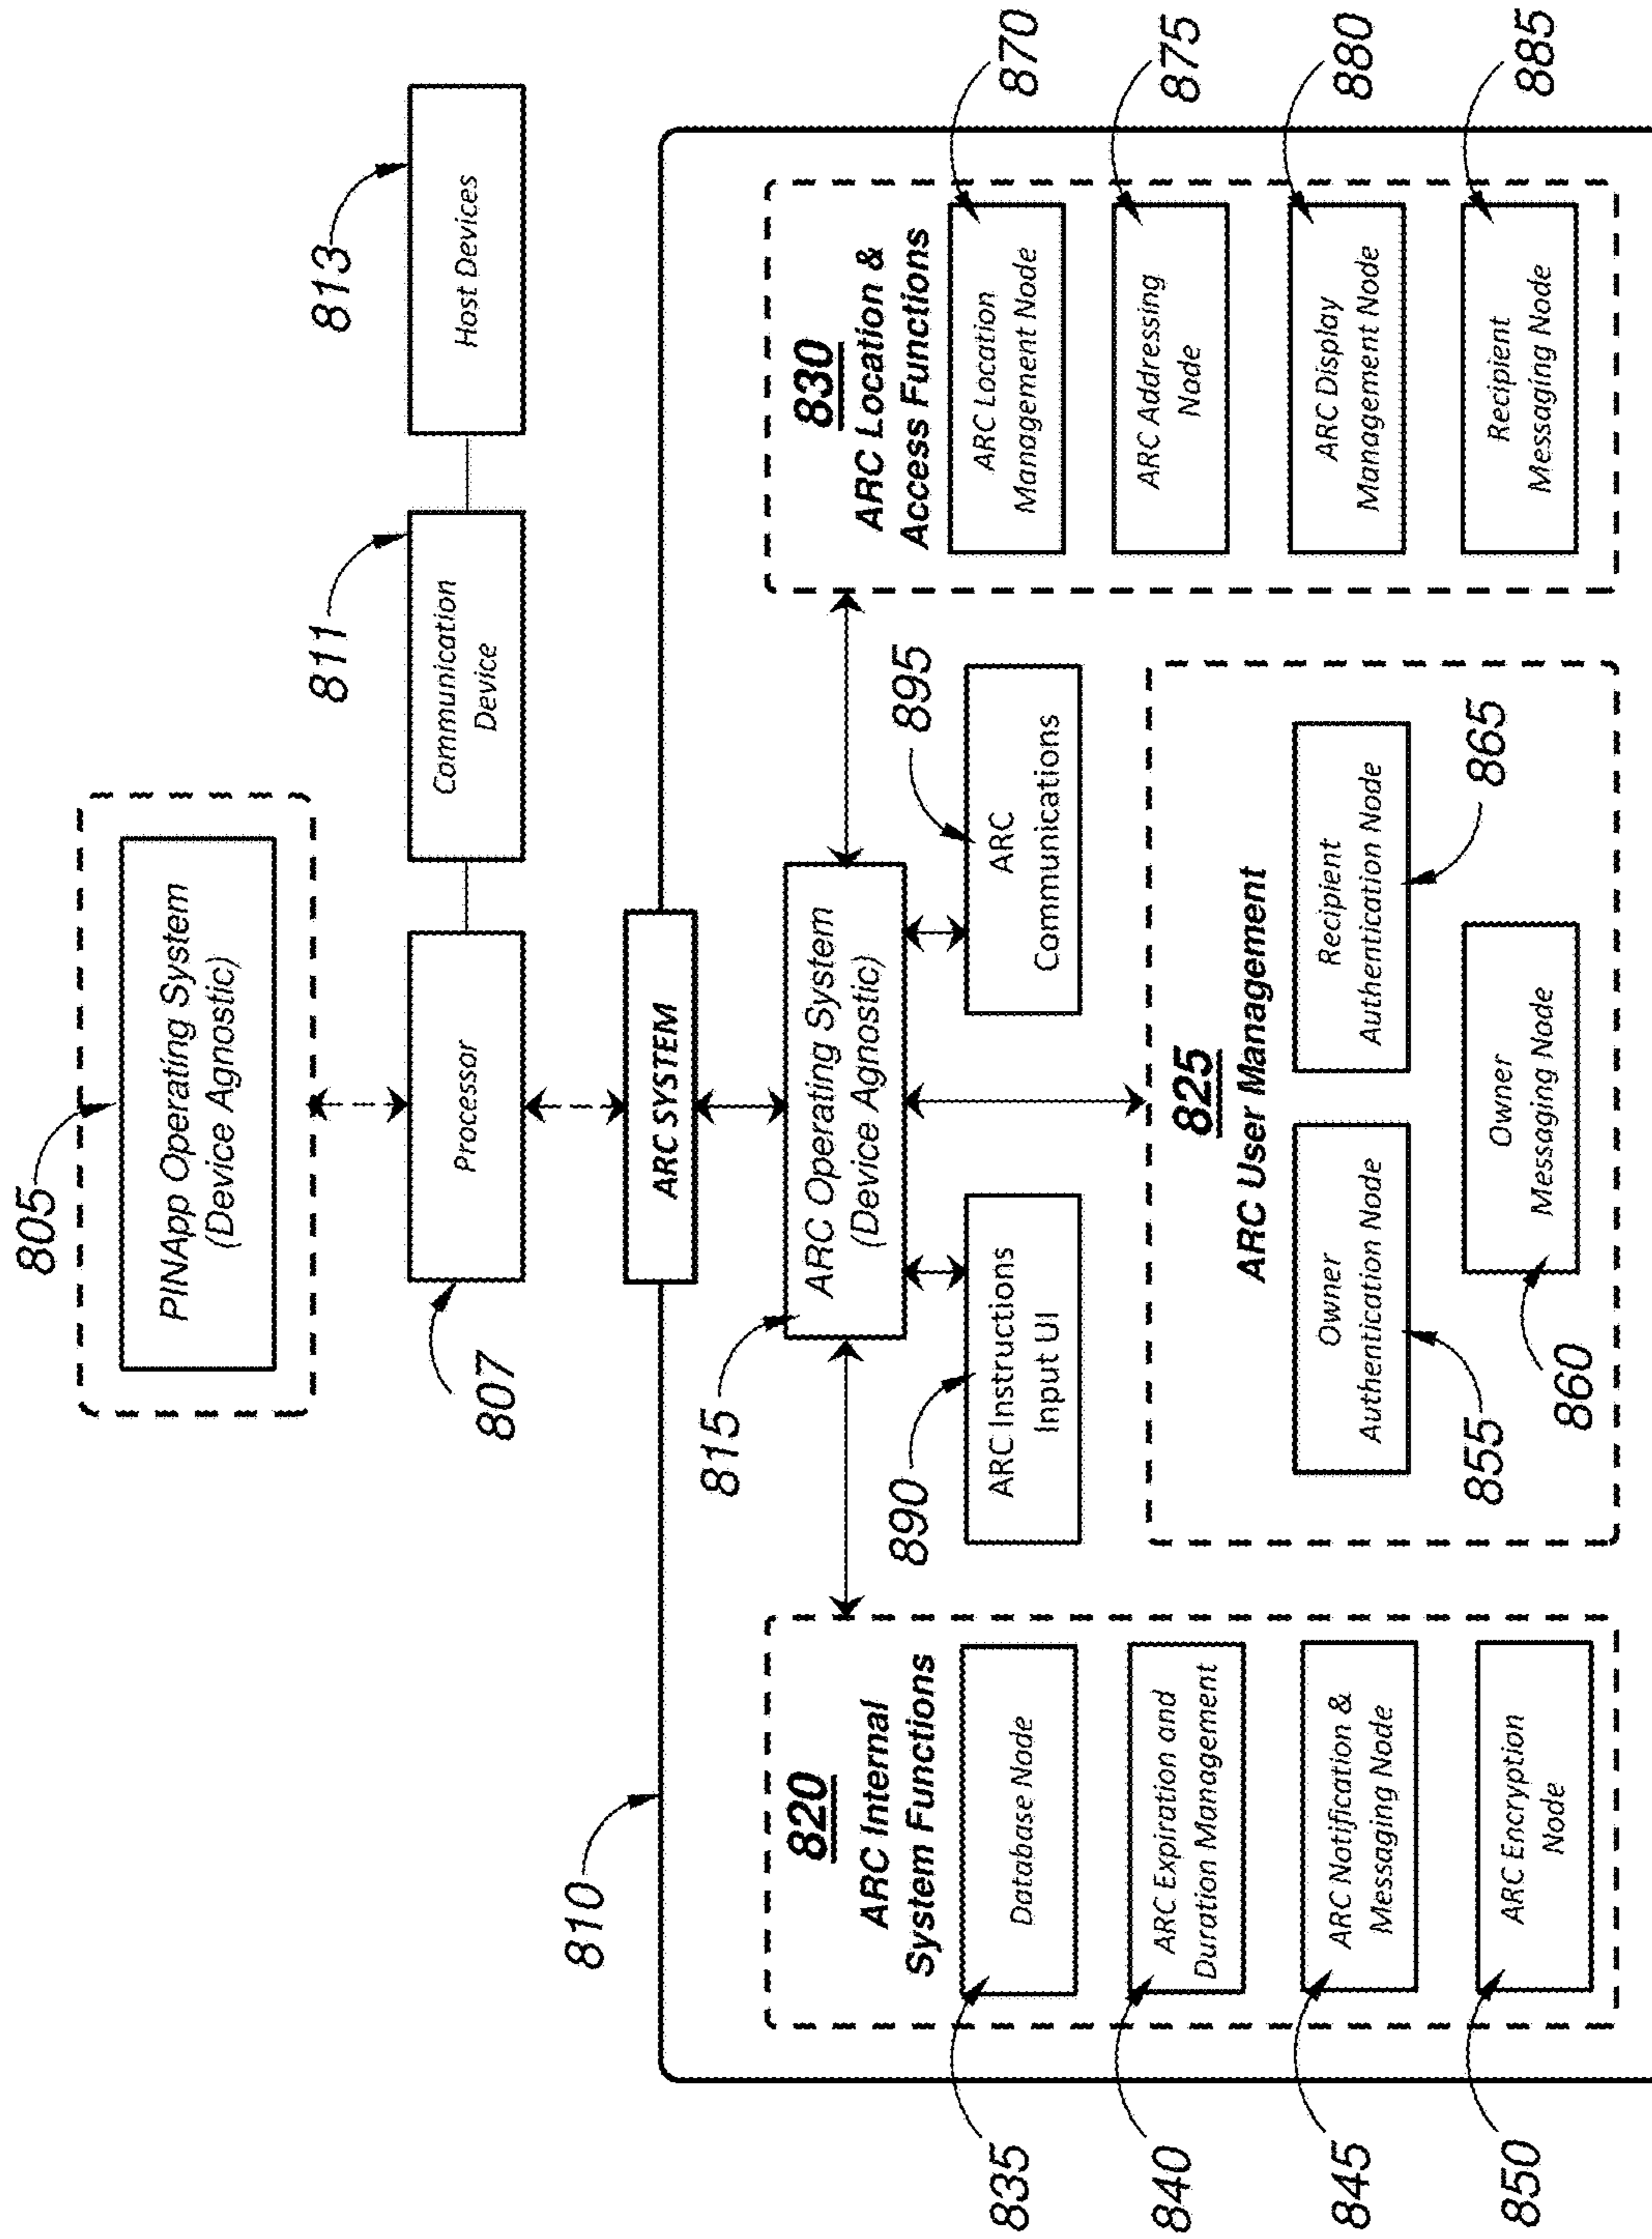 805
PINApp Operating System
(Device Agnostic)
807
Processor
811
Communication
Device
813
Host Devices
810
ARC SYSTEM
815
ARC Operating System
(Device Agnostic)
890
ARC Instructions
Input UI
895
ARC
Communications
820
ARC Internal
System Functions
835
Database Node
840
ARC Expiration and
Duration Management
845
ARC Notification &
Messaging Node
850
ARC Encryption
Node
825
ARC User Management
Owner
Authentication Node
855
Recipient
Authentication Node
865
Owner
Messaging Node
860
830
ARC Location &
Access Functions
ARC Location
Management Node
870
ARC Addressing
Node
875
ARC Display
Management Node
880
Recipient
Messaging Node
885